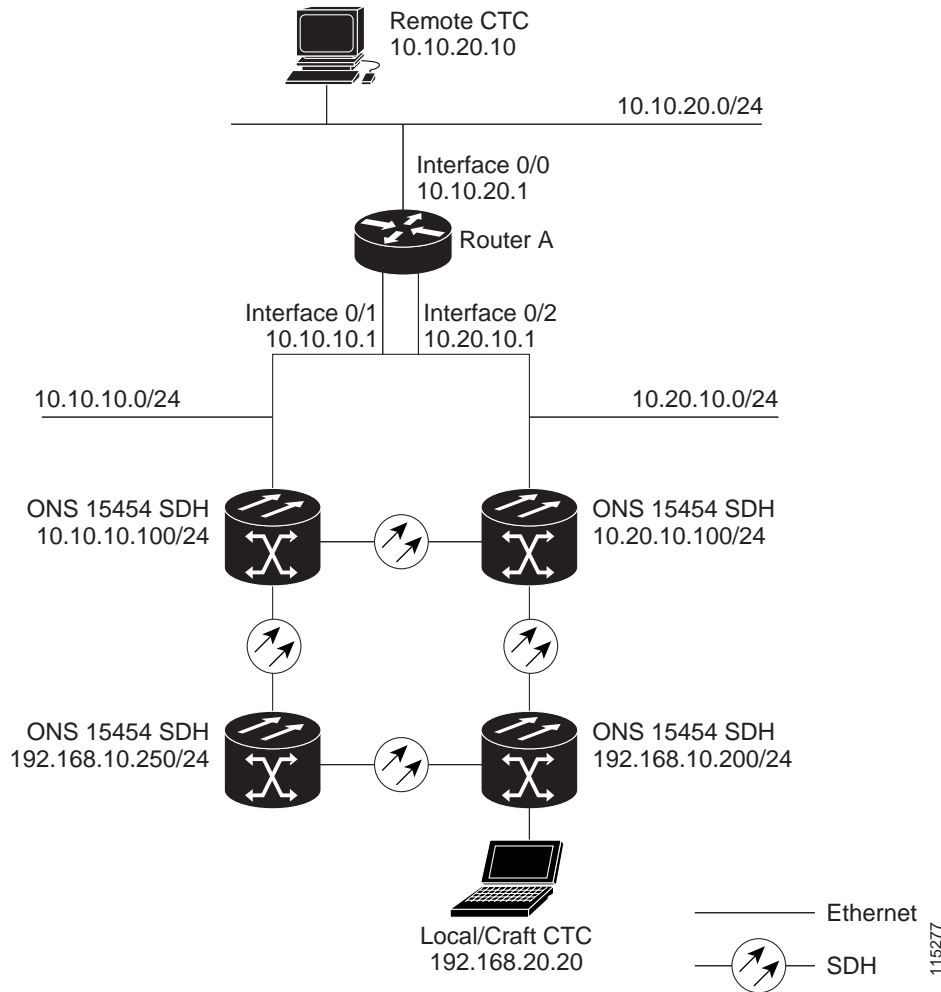 Remote CTC
10.10.20.10
10.10.20.0/24
Interface 0/0
10.10.20.1
Router A
Interface 0/1
10.10.10.1
Interface 0/2
10.20.10.1
10.10.10.0/24
10.20.10.0/24
ONS 15454 SDH
10.10.10.100/24
ONS 15454 SDH
10.20.10.100/24
ONS 15454 SDH
192.168.10.250/24
ONS 15454 SDH
192.168.10.200/24
Local/Craft CTC
192.168.20.20
Ethernet
SDH
115277